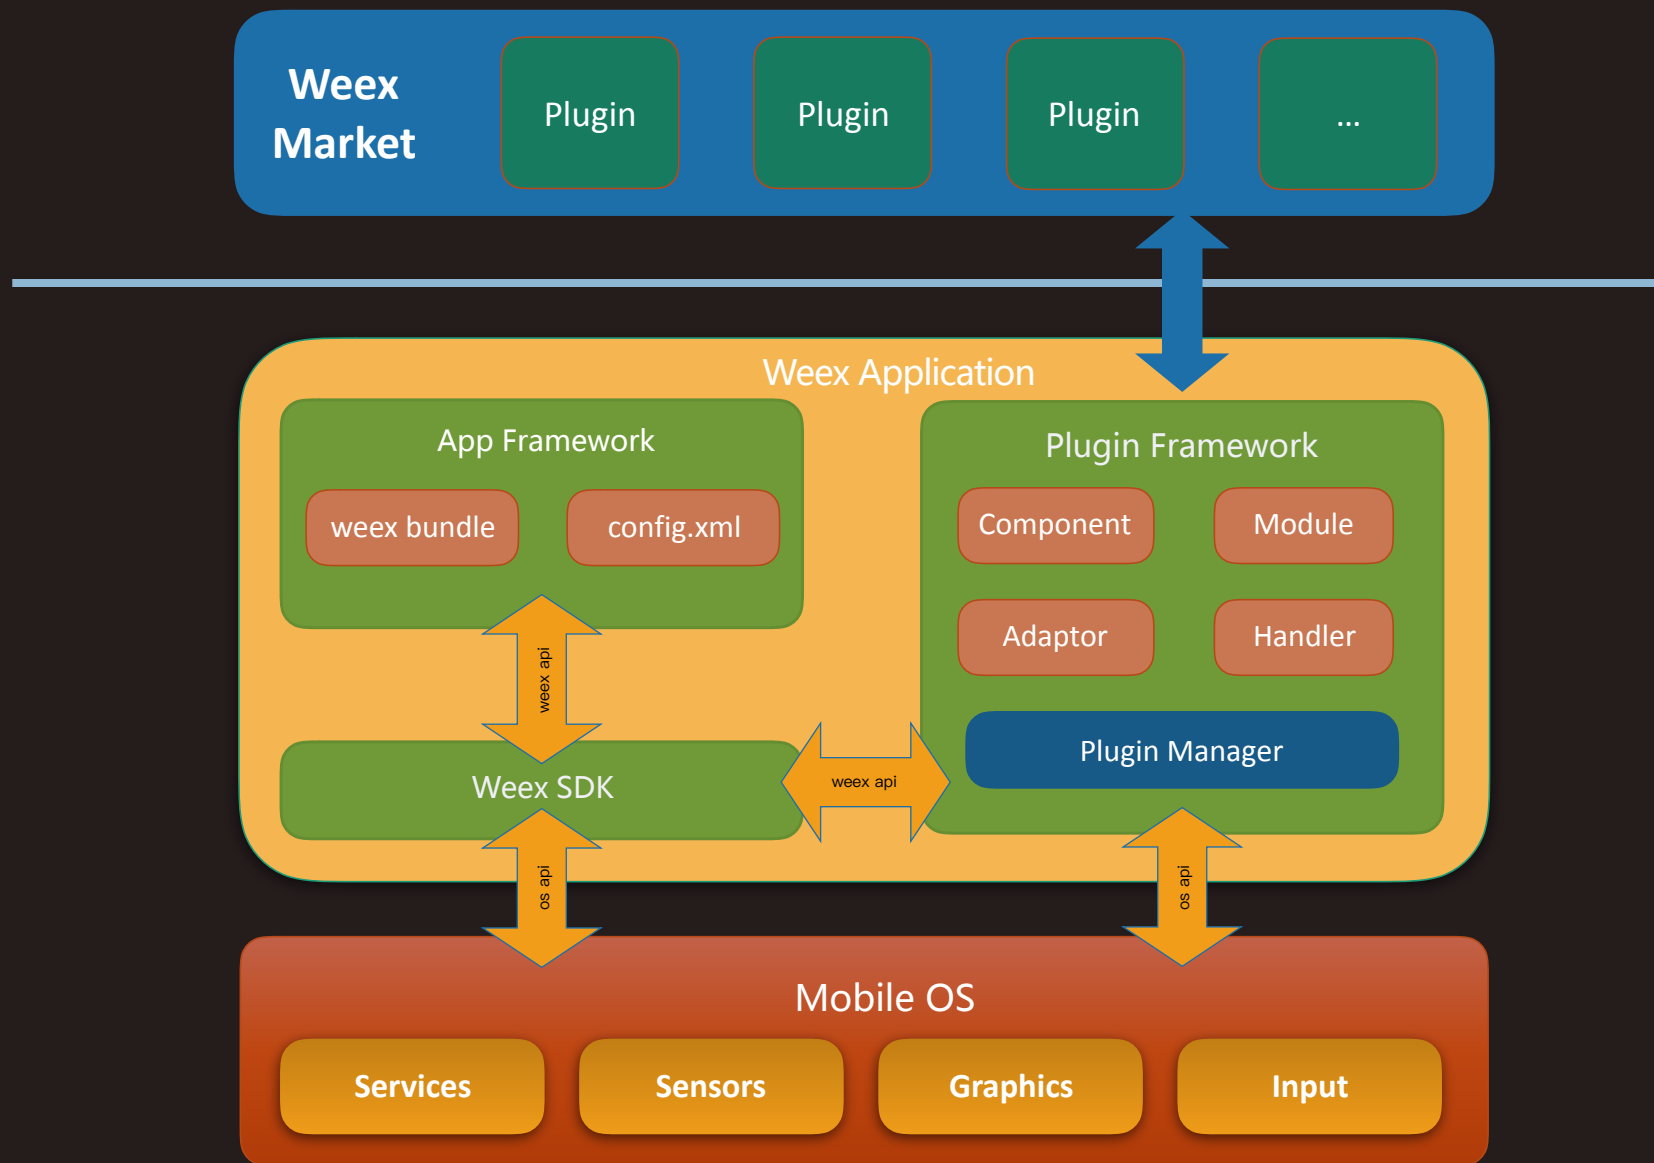 Weex
Market
Plugin
Plugin
Plugin
...
Weex Application
App Framework
weex bundle
config.xml
Plugin Framework
Component
Module
Adaptor
Handler
Plugin Manager
weex api
Weex SDK
weex api
os api
os api
Mobile OS
Services
Sensors
Graphics
Input